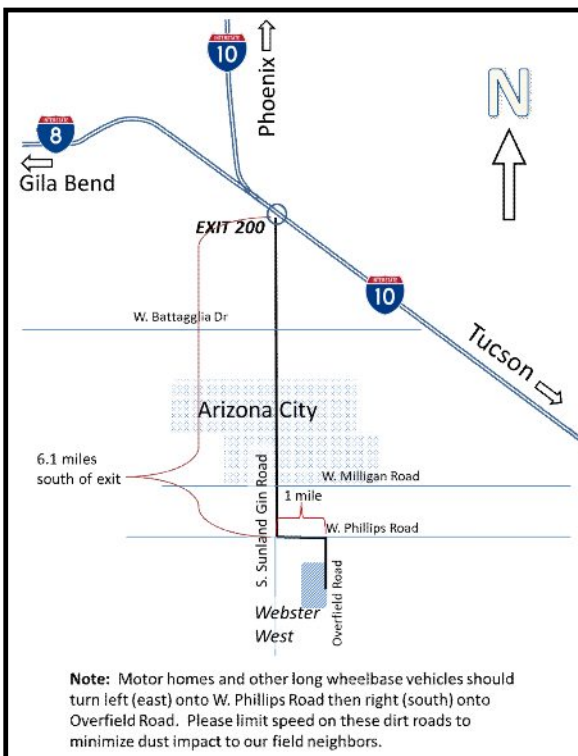 INTERSTATE
10
Phoenix
N
INTERSTATE
8
Gila Bend
EXIT 200
INTERSTATE
10
W. Battagglia Dr
Tucson
Arizona City
6.1 miles
south of exit
S. Sunland Gin Road
W. Milligan Road
1 mile
W. Phillips Road
Overfield Road
Webster
West
Note: Motor homes and other long wheelbase vehicles should
turn left (east) onto W. Phillips Road then right (south) onto
Overfield Road. Please limit speed on these dirt roads to
minimize dust impact to our field neighbors.